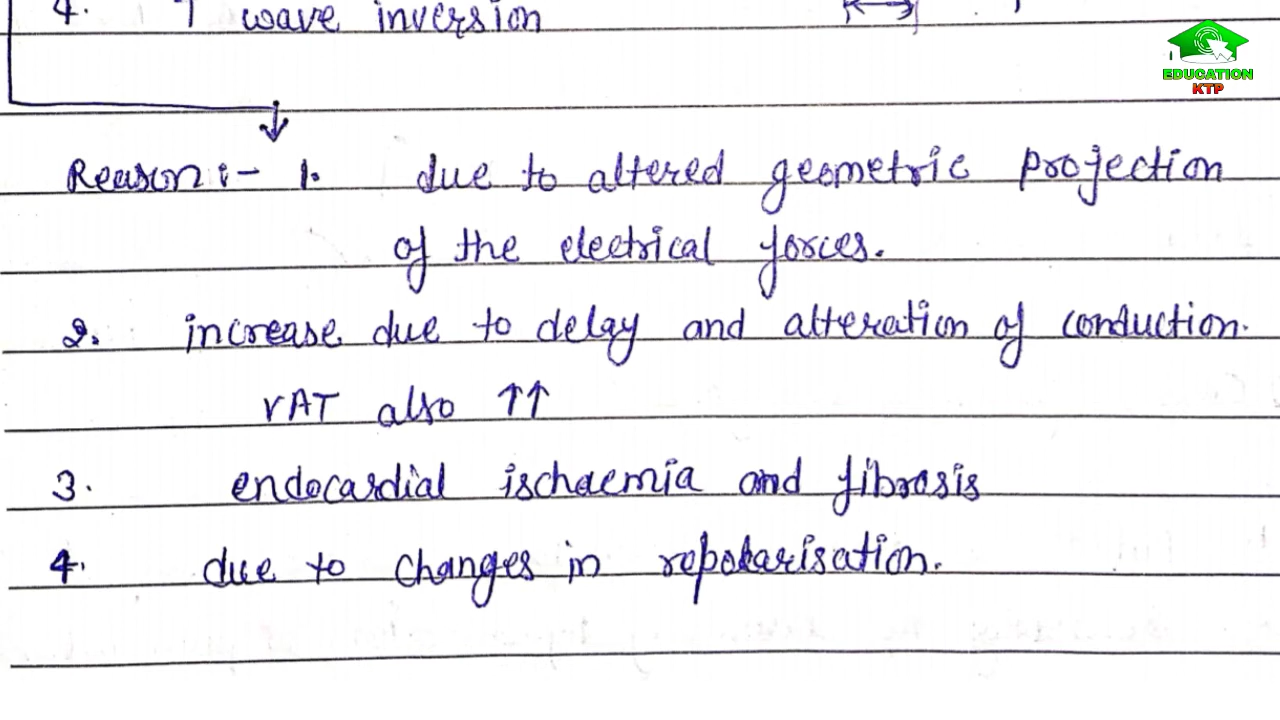 4. T wave inversion
EDUCATION
KTP
Reason :- 1. due to altered geometric projection
of the electrical forces.
2. increase due to delay and alteration of conduction.
VAT also ↑↑
3. endocardial ischaemia and fibrosis
4. due to changes in repolarisation.